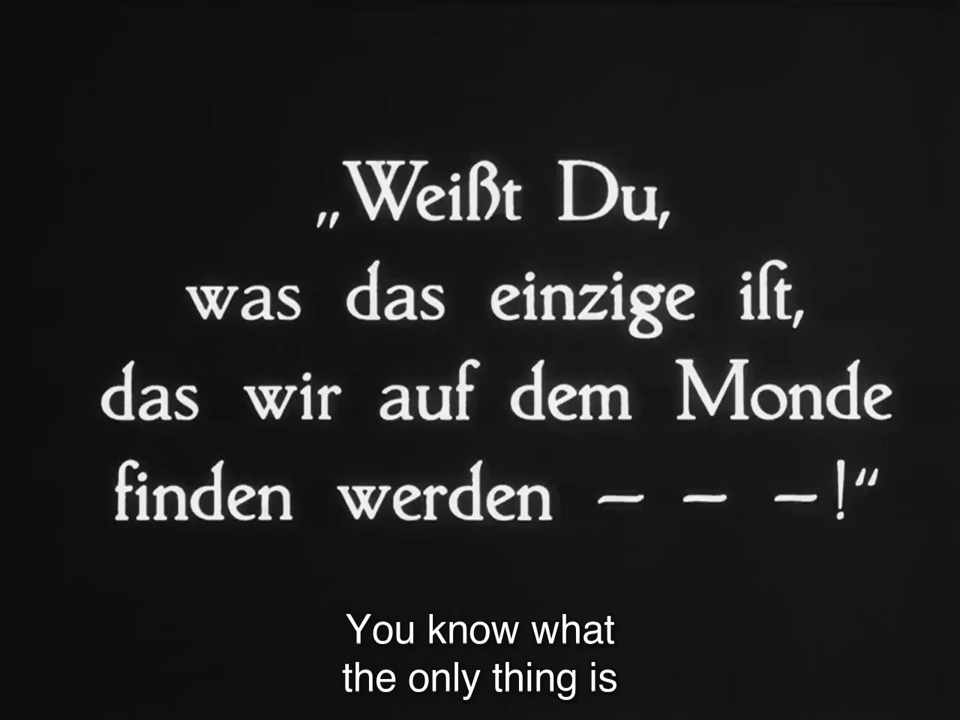 „Weißt Du,
was das einzige iſt,
das wir auf dem Monde
finden werden — — —!“
You know what
the only thing is